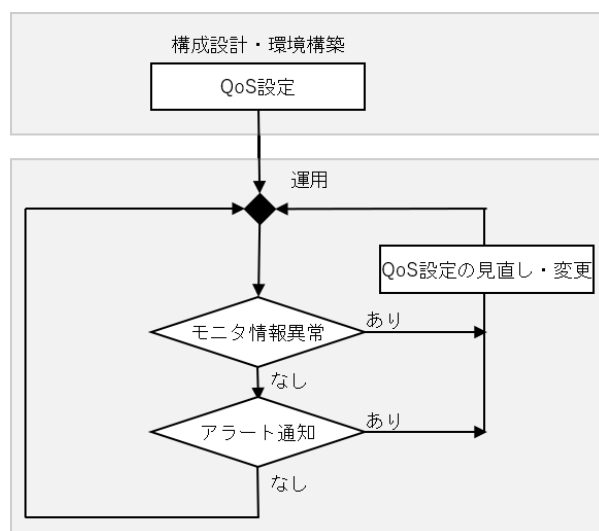 構成設計・環境構築
QoS設定
運用
QoS設定の見直し・変更
モニタ情報異常
あり
なし
アラート通知
あり
なし